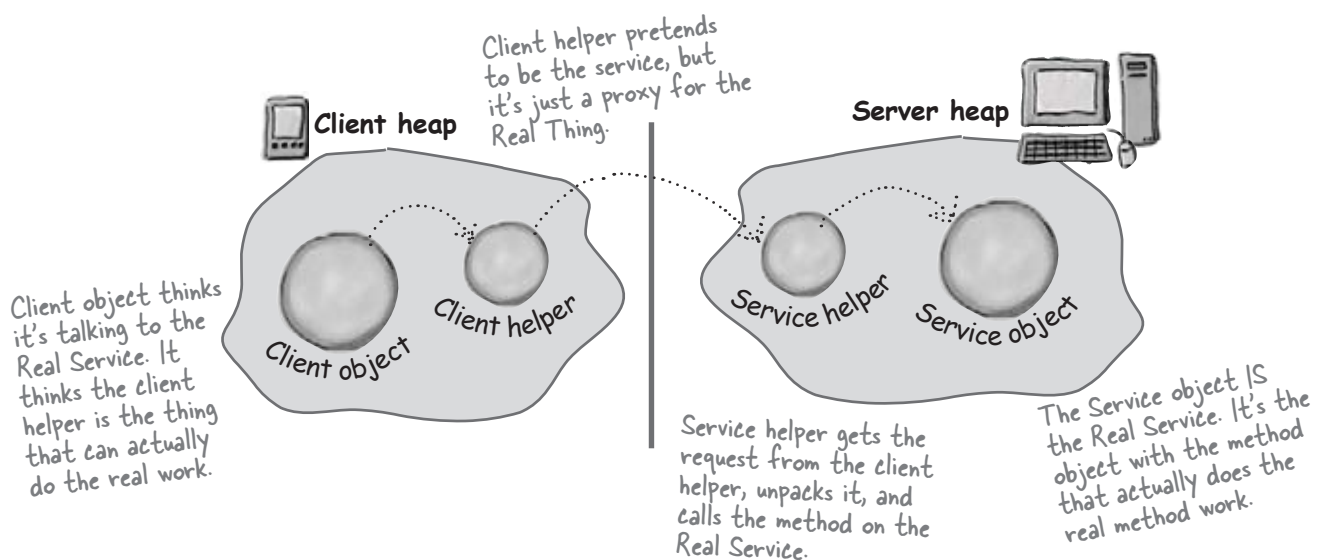 Client helper pretends
to be the service, but
it's just a proxy for the
Real Thing.
Client heap
Server heap
Client object thinks
it's talking to the
Real Service. It
thinks the client
helper is the thing
that can actually
do the real work.
Client object
Client helper
Service helper
Service object
Service helper gets the
request from the client
helper, unpacks it, and
calls the method on the
Real Service.
The Service object IS
the Real Service. It's the
object with the method
that actually does the
real method work.